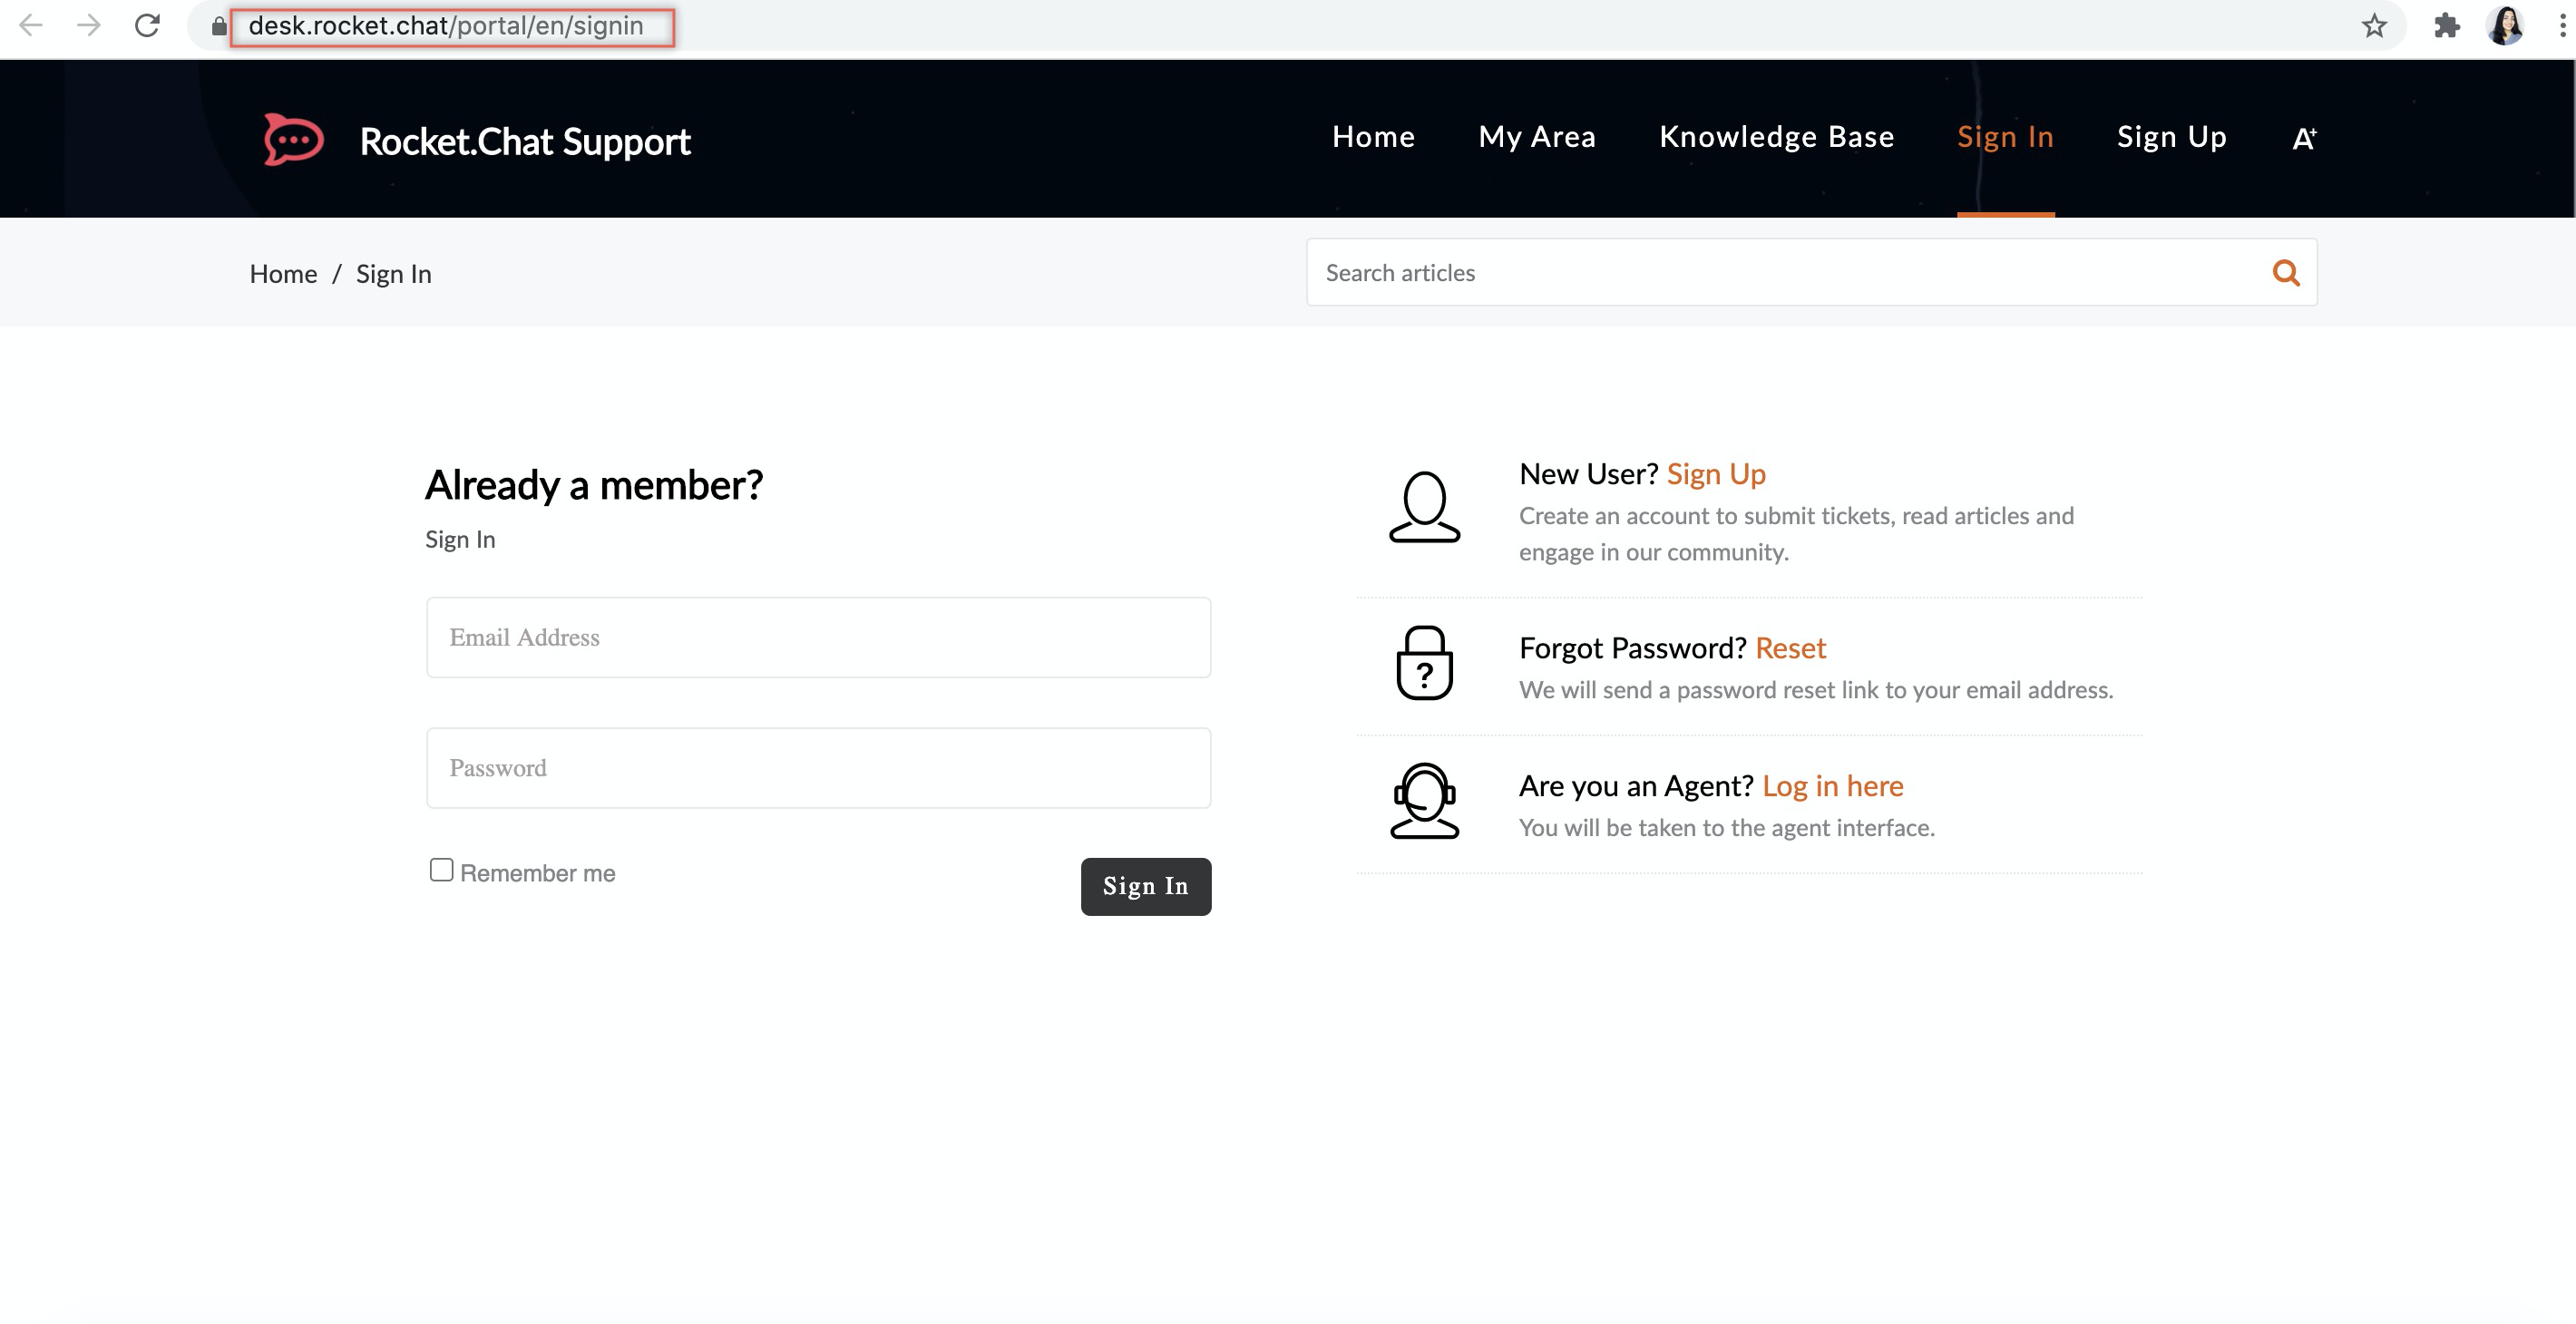 desk.rocket.chat/portal/en/signin
Rocket.Chat Support
Home My Area Knowledge Base Sign In Sign Up A+
Home / Sign In
Search articles
Already a member?
Sign In
Email Address
Password
Remember me
Sign In
New User? Sign Up
Create an account to submit tickets, read articles and
engage in our community.
?
Forgot Password? Reset
We will send a password reset link to your email address.
Are you an Agent? Log in here
You will be taken to the agent interface.